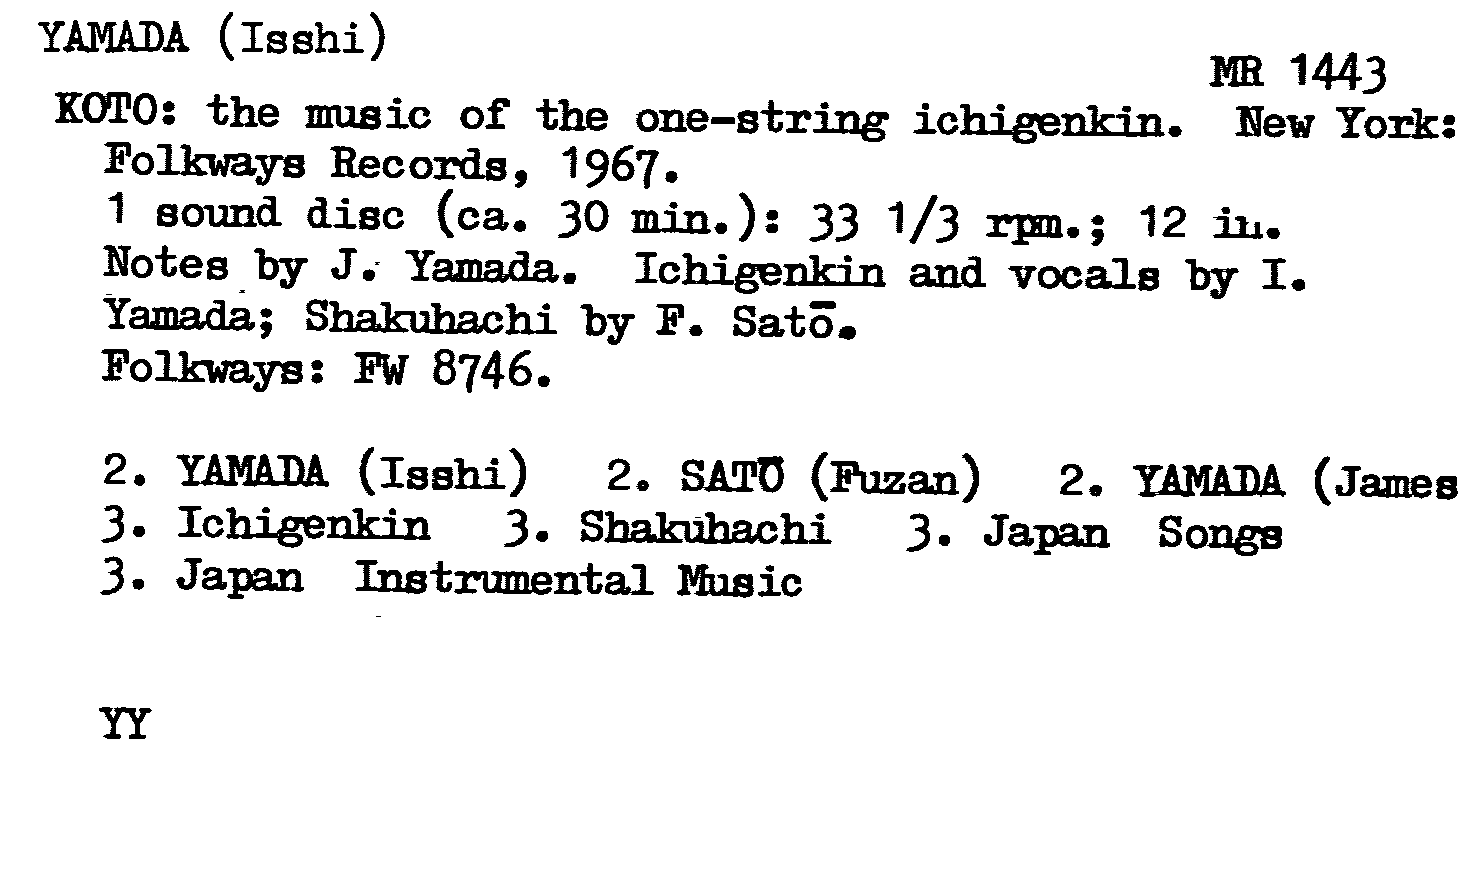 YAMADA (Isshi)
MR 1443
KOTO: the music of the one-string ichigenkin. New York:
Folkways Records, 1967.
1 sound disc (ca. 30 min.): 33 1/3 rpm.; 12 in.
Notes by J. Yamada. Ichigenkin and vocals by I.
Yamada; Shakuhachi by F. Satō.
Folkways: FW 8746.
2. YAMADA (Isshi) 2. SATŌ (Fuzan) 2. YAMADA (James
3. Ichigenkin 3. Shakuhachi 3. Japan Songs
3. Japan Instrumental Music
YY